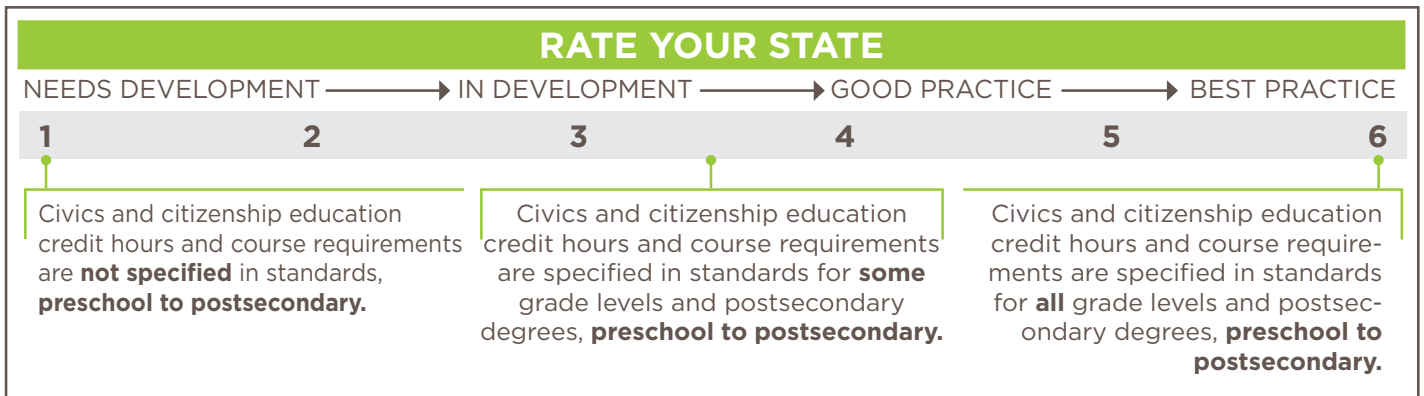 RATE YOUR STATE
NEEDS DEVELOPMENT IN DEVELOPMENT GOOD PRACTICE BEST PRACTICE
1 2 3 4 5 6
Civics and citizenship education
credit hours and course requirements
are not specified in standards,
preschool to postsecondary.
Civics and citizenship education
credit hours and course requirements
are specified in standards for some
grade levels and postsecondary
degrees, preschool to postsecondary.
Civics and citizenship education
credit hours and course require-
ments are specified in standards
for all grade levels and postsec-
ondary degrees, preschool to
postsecondary.